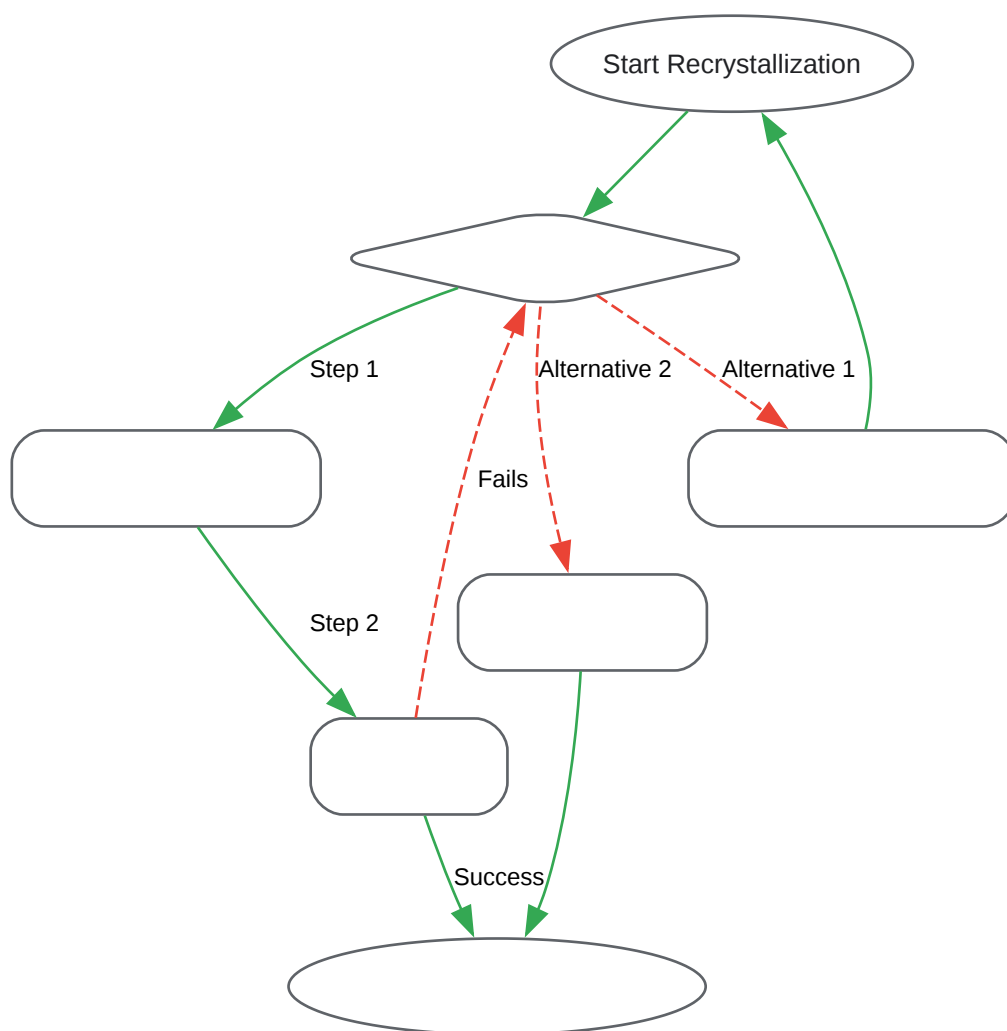 Start Recrystallization
Step 1
Alternative 2
Alternative 1
Fails
Step 2
Success